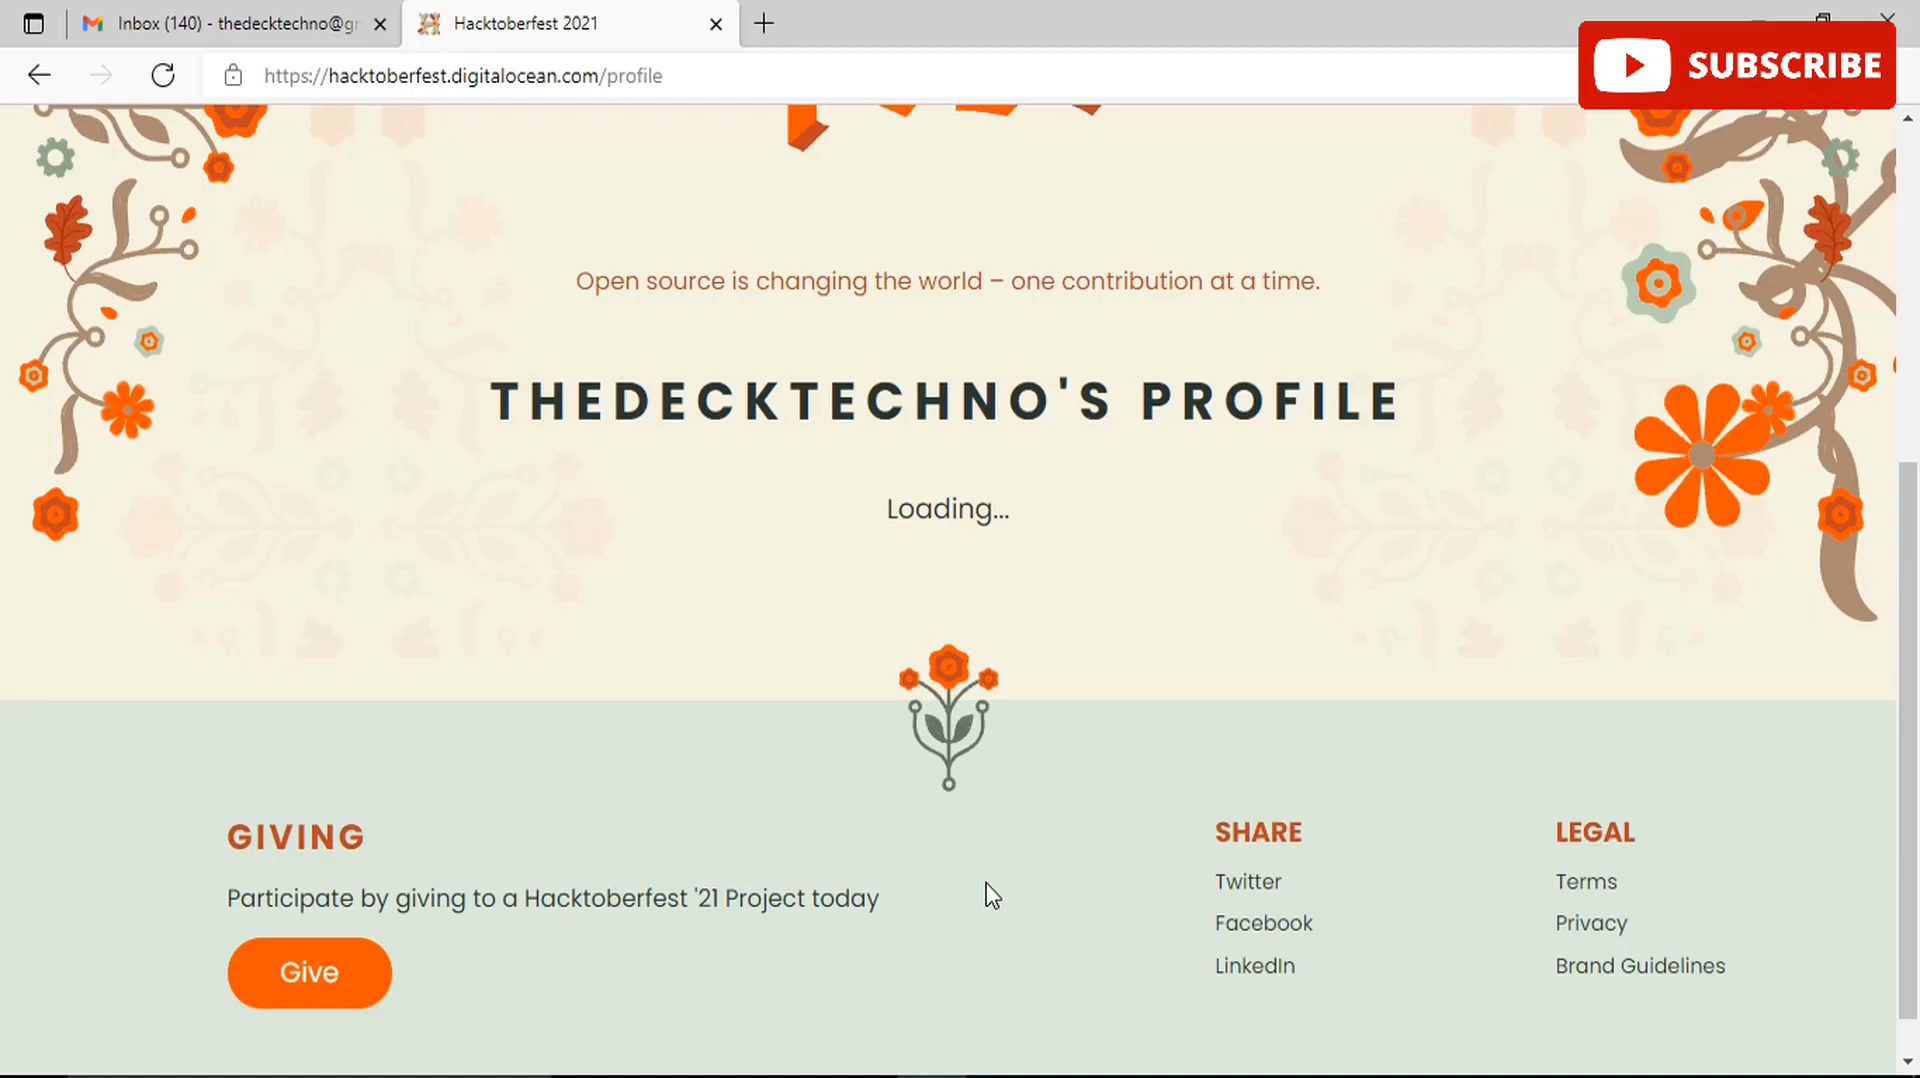 Inbox (140) - thedecktechno@gr
Hacktoberfest 2021
https://hacktoberfest.digitalocean.com/profile
SUBSCRIBE
Open source is changing the world – one contribution at a time.
THEDECKTECHNO'S PROFILE
Loading...
GIVING
Participate by giving to a Hacktoberfest '21 Project today
Give
SHARE
Twitter
Facebook
LinkedIn
LEGAL
Terms
Privacy
Brand Guidelines